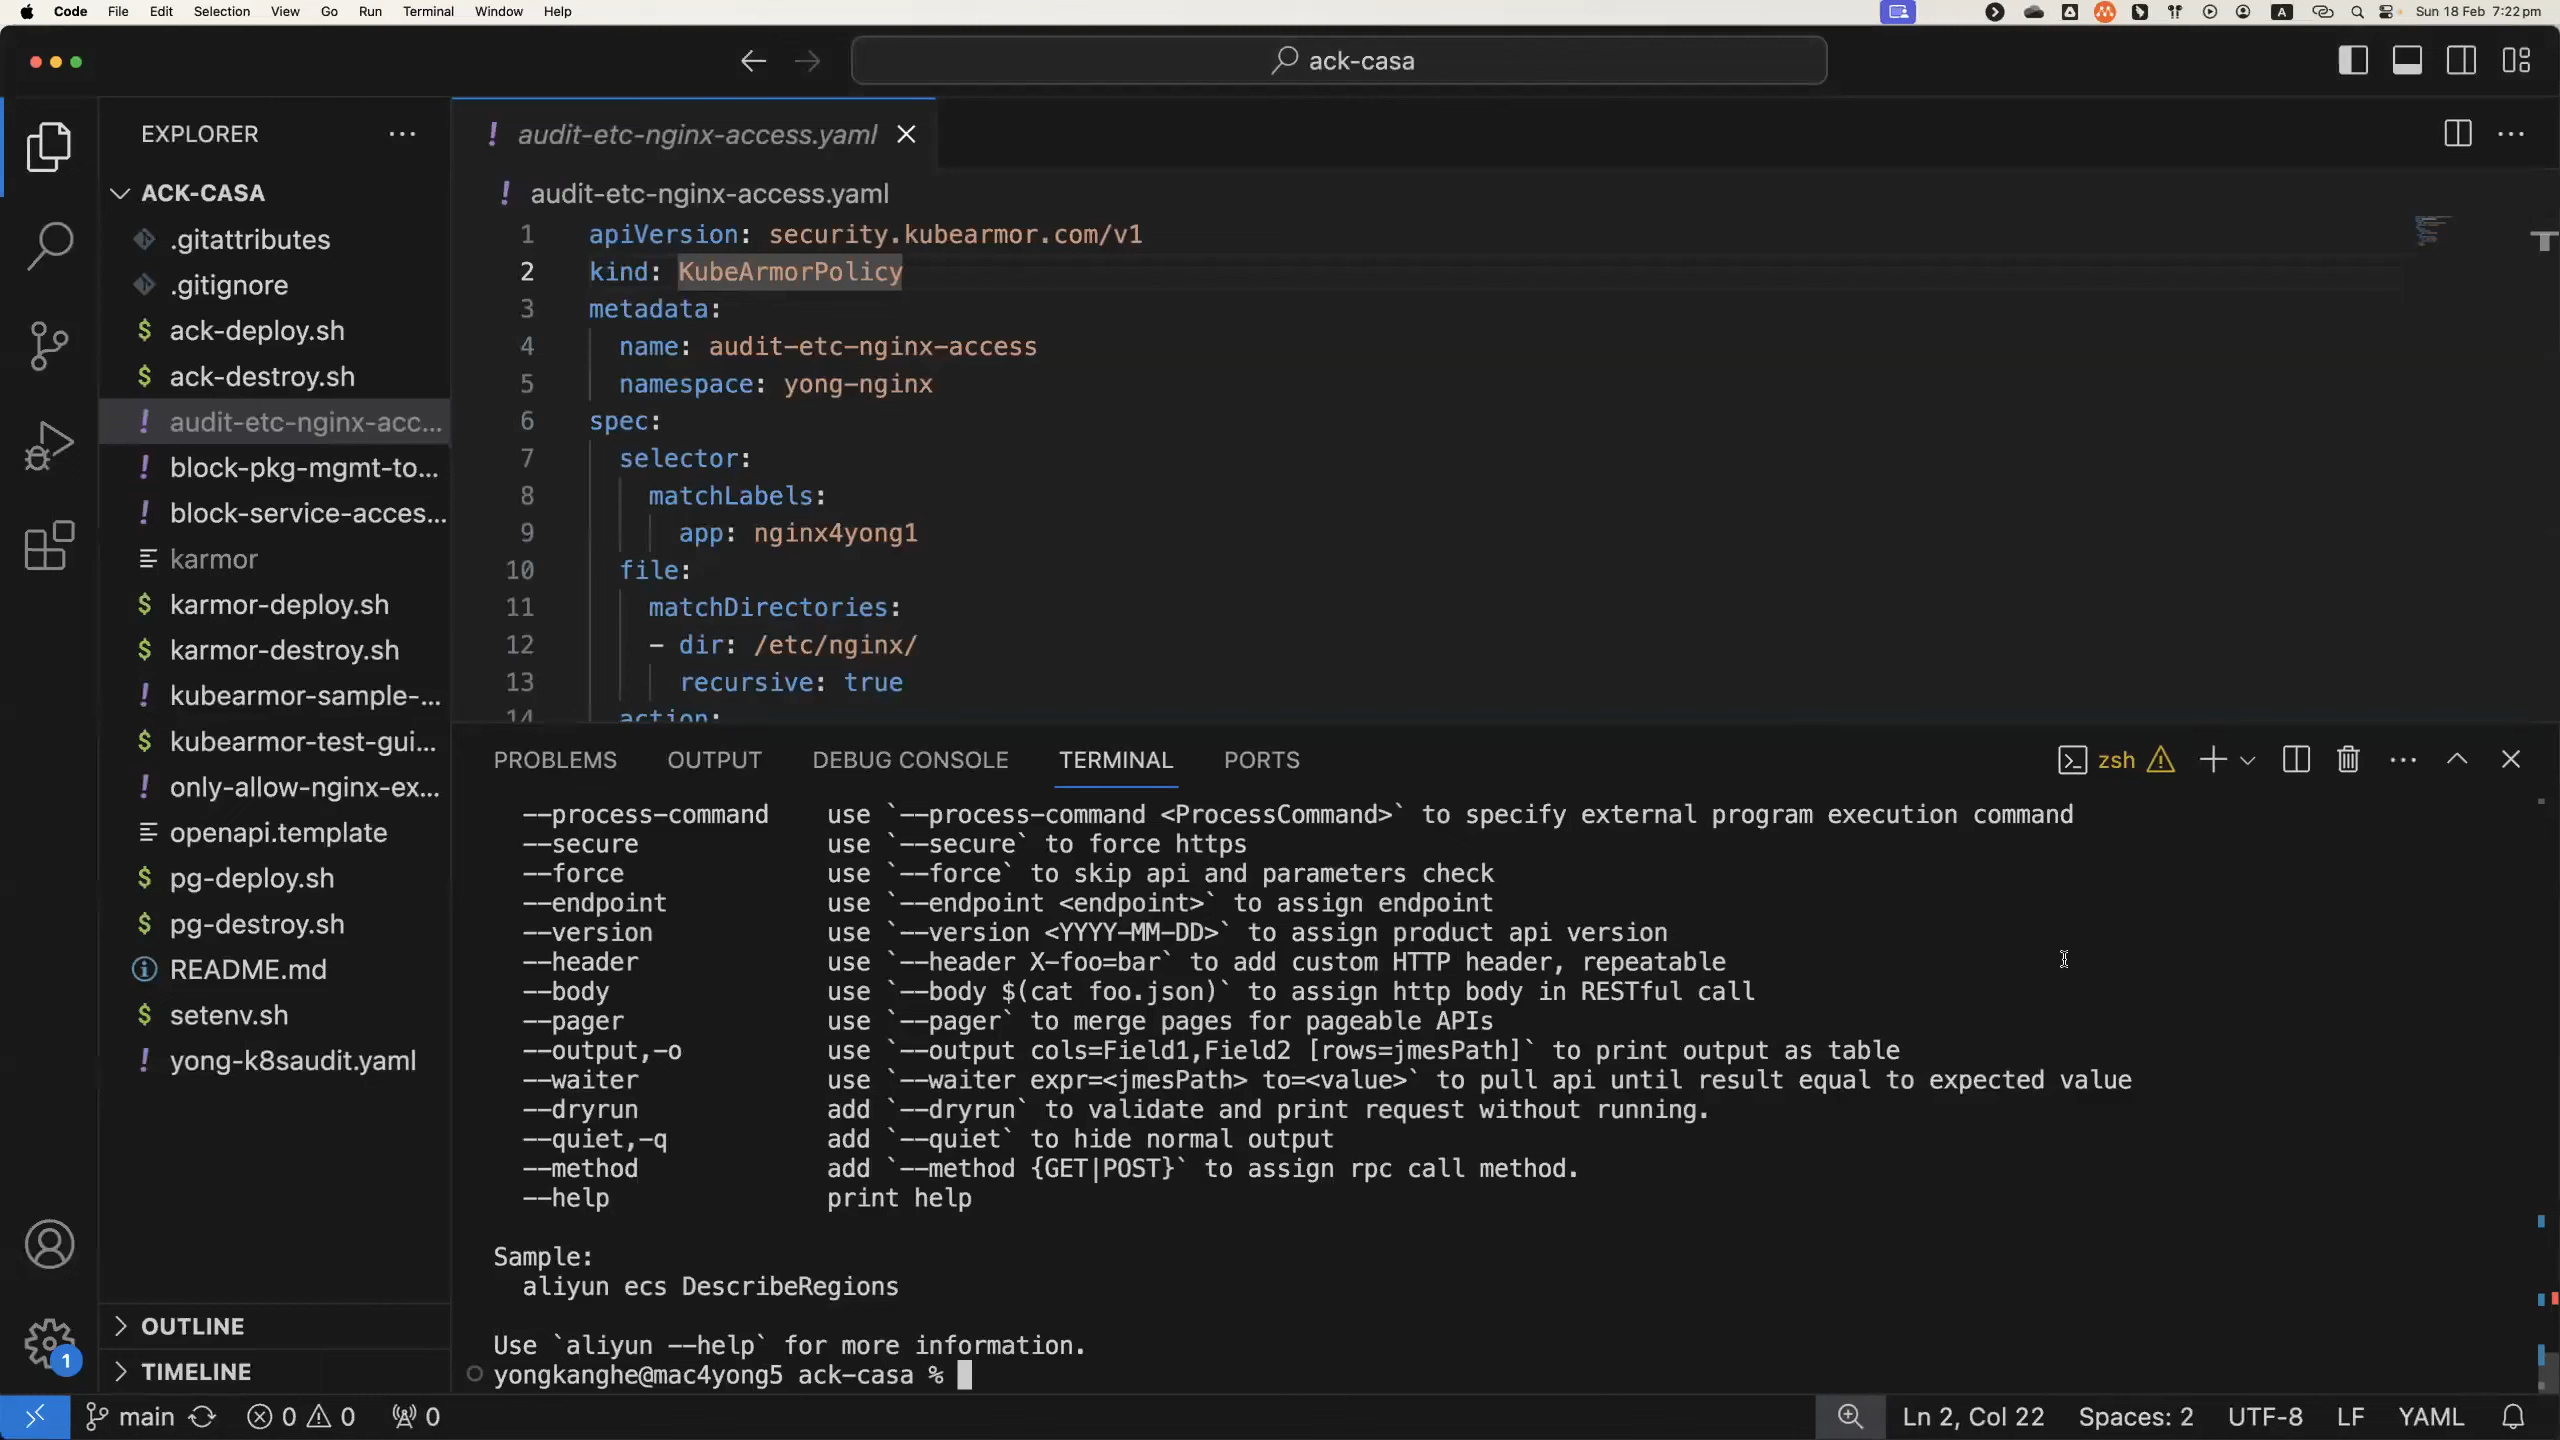 Code File Edit Selection View Go Run Terminal Window Help
A Sun 18 Feb 7:22 pm
ack-casa
EXPLORER
ACK-CASA
.gitattributes
.gitignore
$ ack-deploy.sh
$ ack-destroy.sh
! audit-etc-nginx-acc...
! block-pkg-mgmt-to...
! block-service-acces...
karmor
$ karmor-deploy.sh
$ karmor-destroy.sh
! kubearmor-sample-...
$ kubearmor-test-gui...
! only-allow-nginx-ex...
openapi.template
$ pg-deploy.sh
$ pg-destroy.sh
README.md
$ setenv.sh
! yong-k8saudit.yaml
OUTLINE
TIMELINE
1
! audit-etc-nginx-access.yaml
! audit-etc-nginx-access.yaml
1 apiVersion: security.kubearmor.com/v1
2 kind: KubeArmorPolicy
3 metadata:
4 name: audit-etc-nginx-access
5 namespace: yong-nginx
6 spec:
7 selector:
8 matchLabels:
9 app: nginx4yong1
10 file:
11 matchDirectories:
12 - dir: /etc/nginx/
13 recursive: true
14 action:
PROBLEMS OUTPUT DEBUG CONSOLE TERMINAL PORTS
zsh
--process-command use `--process-command <ProcessCommand>` to specify external program execution command
--secure use `--secure` to force https
--force use `--force` to skip api and parameters check
--endpoint use `--endpoint <endpoint>` to assign endpoint
--version use `--version <YYYY-MM-DD>` to assign product api version
--header use `--header X-foo=bar` to add custom HTTP header, repeatable
--body use `--body $(cat foo.json)` to assign http body in RESTful call
--pager use `--pager` to merge pages for pageable APIs
--output,-o use `--output cols=Field1,Field2 [rows=jmesPath]` to print output as table
--waiter use `--waiter expr=<jmesPath> to=<value>` to pull api until result equal to expected value
--dryrun add `--dryrun` to validate and print request without running.
--quiet,-q add `--quiet` to hide normal output
--method add `--method {GET|POST}` to assign rpc call method.
--help print help
Sample:
aliyun ecs DescribeRegions
Use `aliyun --help` for more information.
yongkanghe@mac4yong5 ack-casa %
main 0 0 0 Ln 2, Col 22 Spaces: 2 UTF-8 LF YAML